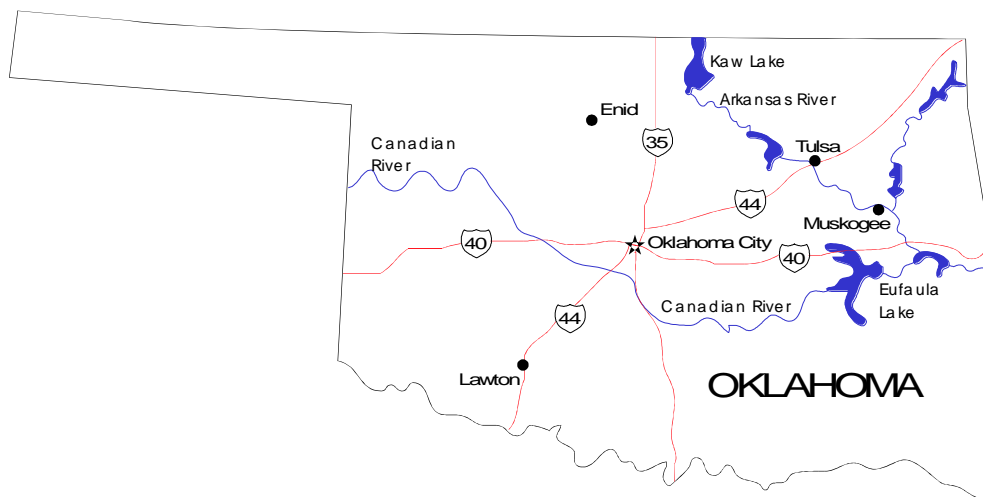 Kaw Lake
Arkansas River
Enid
Canadian
River
35
Tulsa
44
Muskogee
40
Oklahoma City
40
Eufaula
Lake
Canadian River
44
Lawton
OKLAHOMA